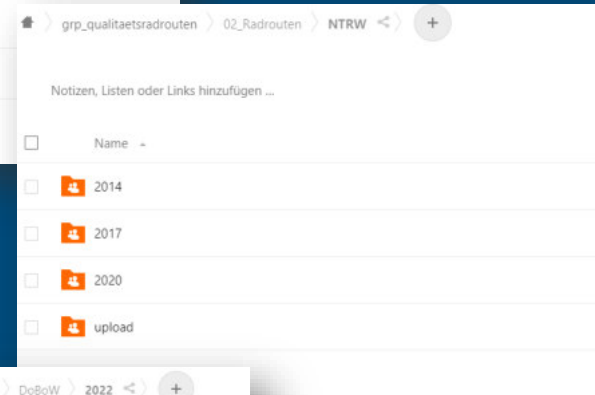 grp_qualitaetsradrouten 02_Radrouten NTRW +
Notizen, Listen oder Links hinzufügen ...
Name
2014
2017
2020
upload
DoBoW 2022 +